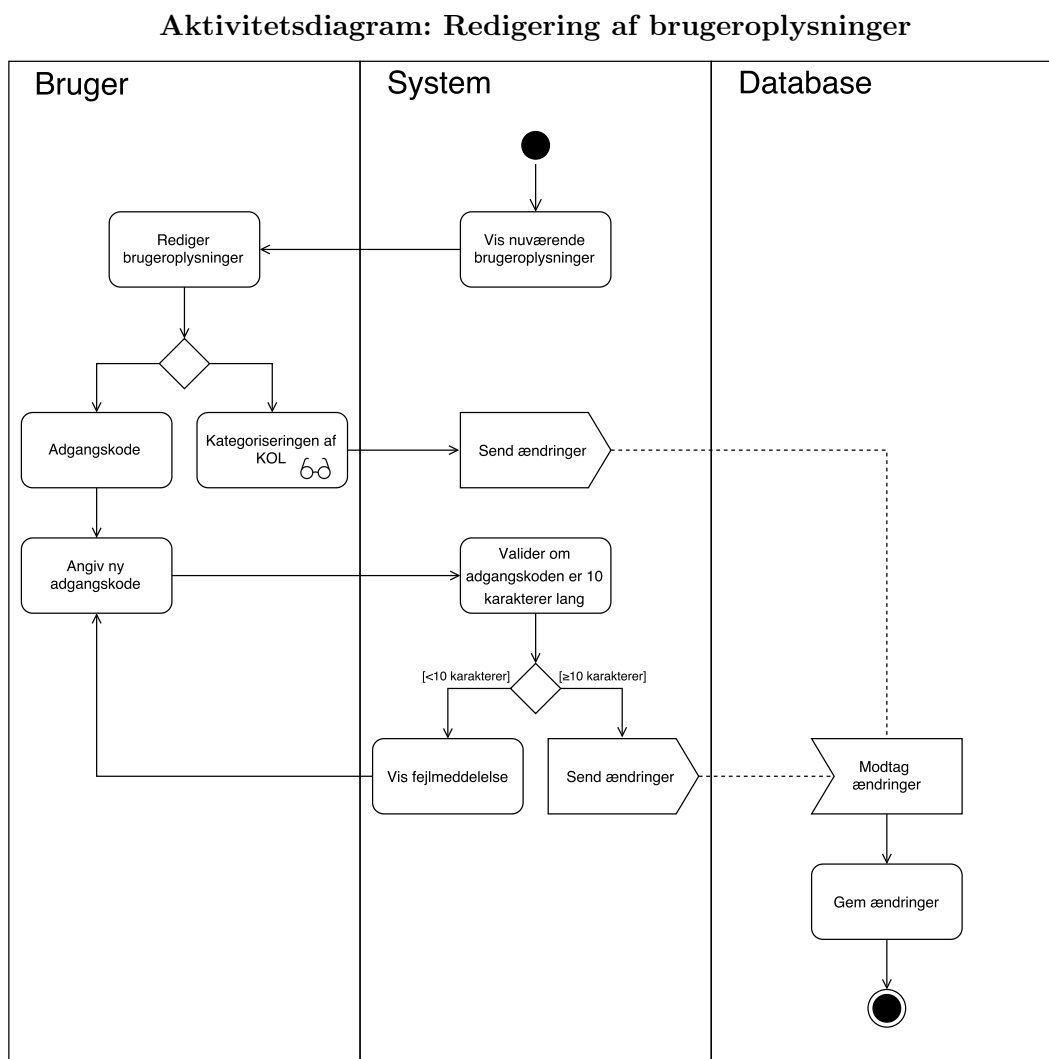 Aktivitetsdiagram: Redigering af brugeroplysninger
Bruger
System
Database
Rediger
brugeroplysninger
Vis nuværende
brugeroplysninger
Adgangskode
Kategoriseringen af
KOL
Send ændringer
Angiv ny
adgangskode
Valider om
adgangskoden er 10
karakterer lang
[<10 karakterer]
[≥10 karakterer]
Vis fejlmeddelelse
Send ændringer
Modtag
ændringer
Gem ændringer